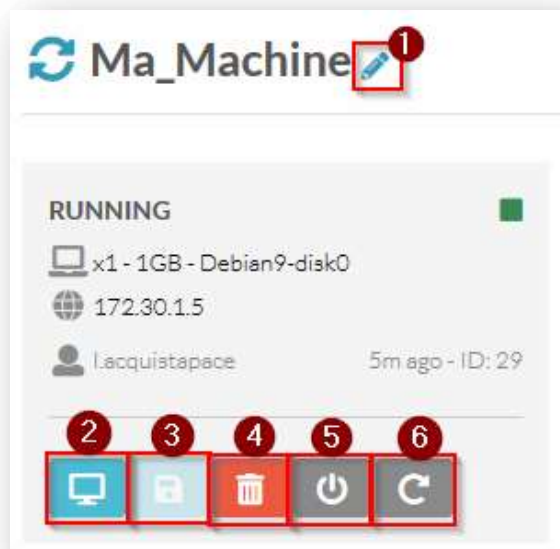 Ma_Machine 1
RUNNING
x1 - 1GB - Debian9-disk0
172.30.1.5
l.acquistapace 5m ago - ID: 29
2 3 4 5 6